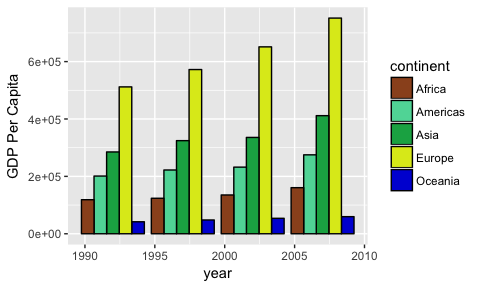 GDP Per Capita
6e+05
4e+05
2e+05
0e+00
1990 1995 2000 2005 2010
year
continent
Africa
Americas
Asia
Europe
Oceania